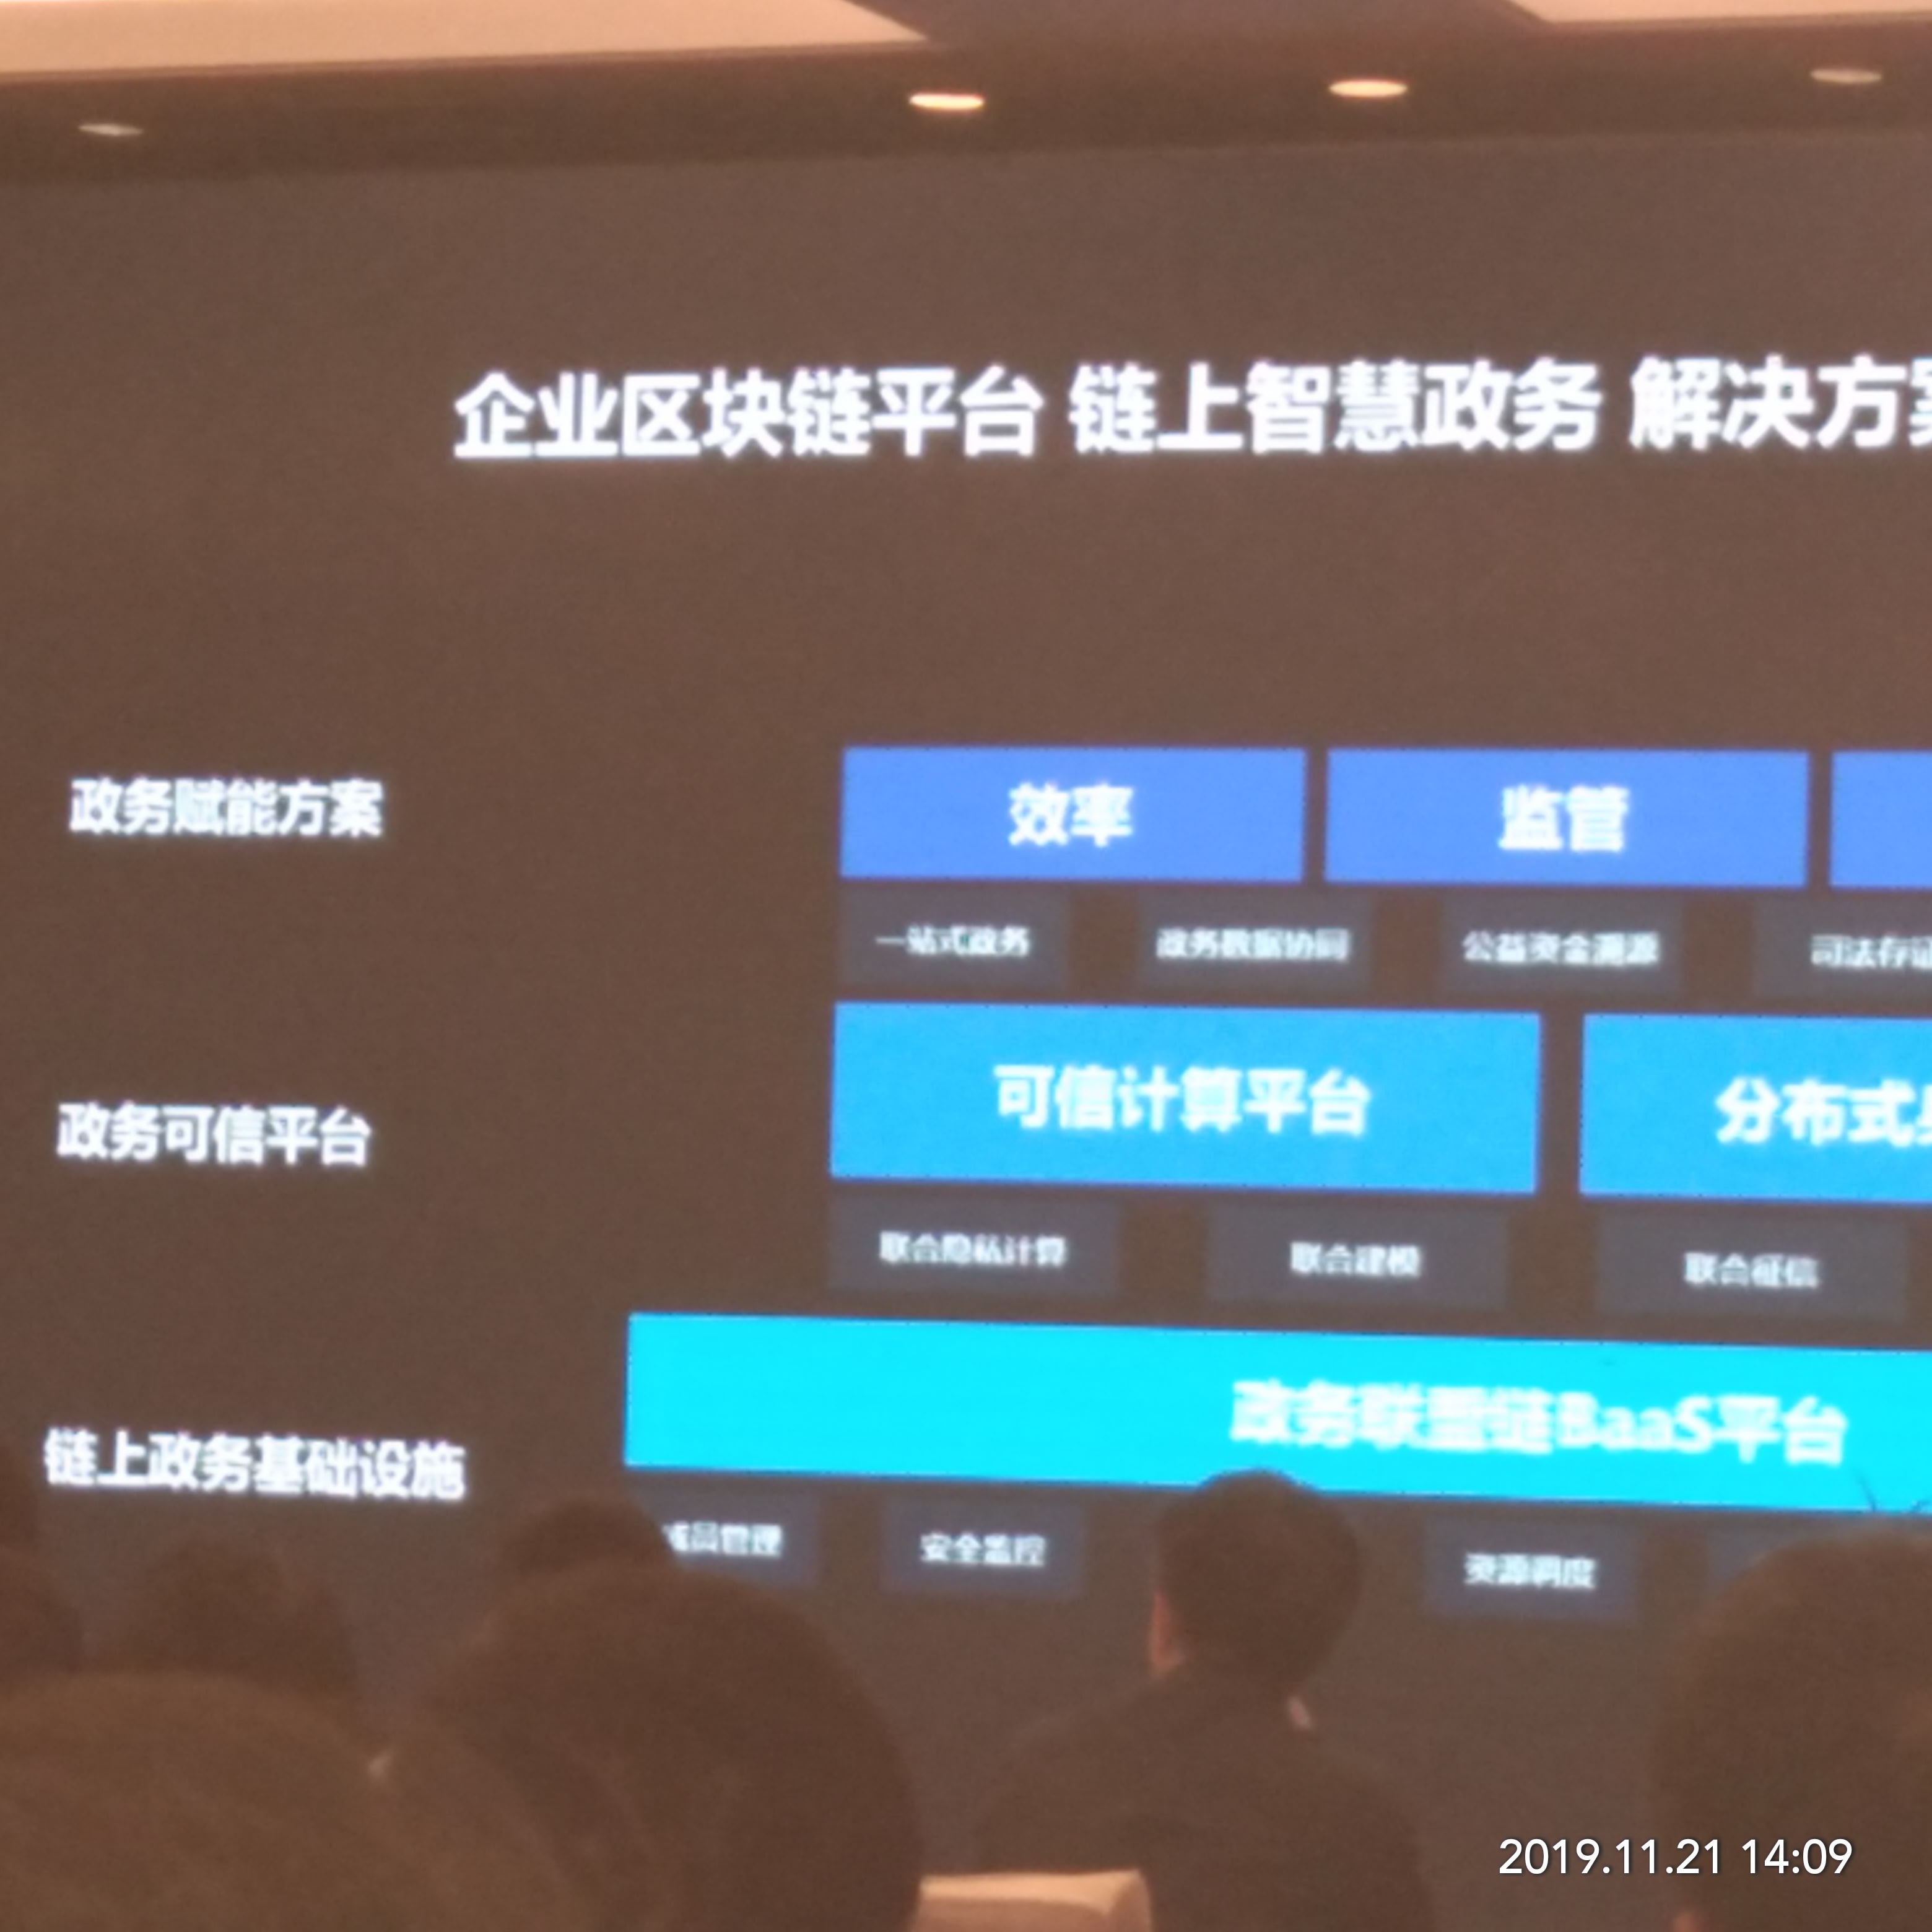 企业区块链平台 链上智慧政务 解决方案
政务赋能方案
效率 监管
一站式政务 政务数据协同 公益资金溯源 司法存证
政务可信平台
可信计算平台 分布式
联合隐私计算 联合建模 联合征信
链上政务基础设施
政务联盟链BaaS平台
成员管理 安全监控 资源调度
2019.11.21 14:09